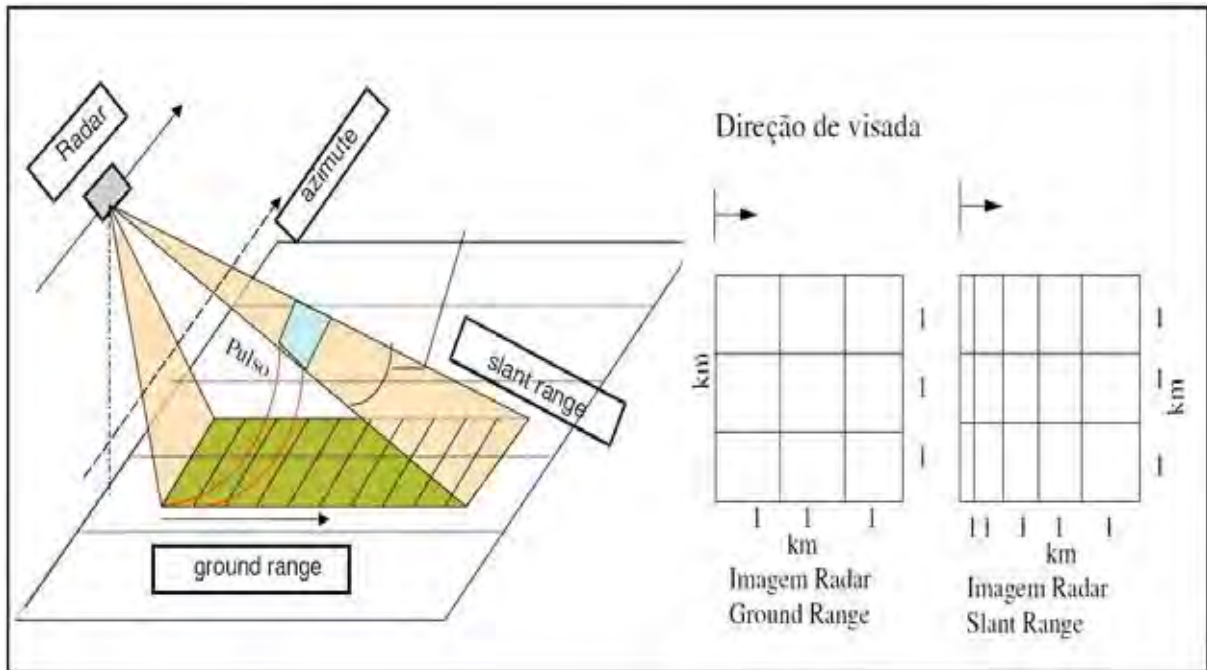 Radar
azimute
Pulso
slant range
ground range
Direção de visada
km
1
1
1
1 1 1
km
Imagem Radar
Ground Range
1
1
1
km
1 1 1 1 1
km
Imagem Radar
Slant Range